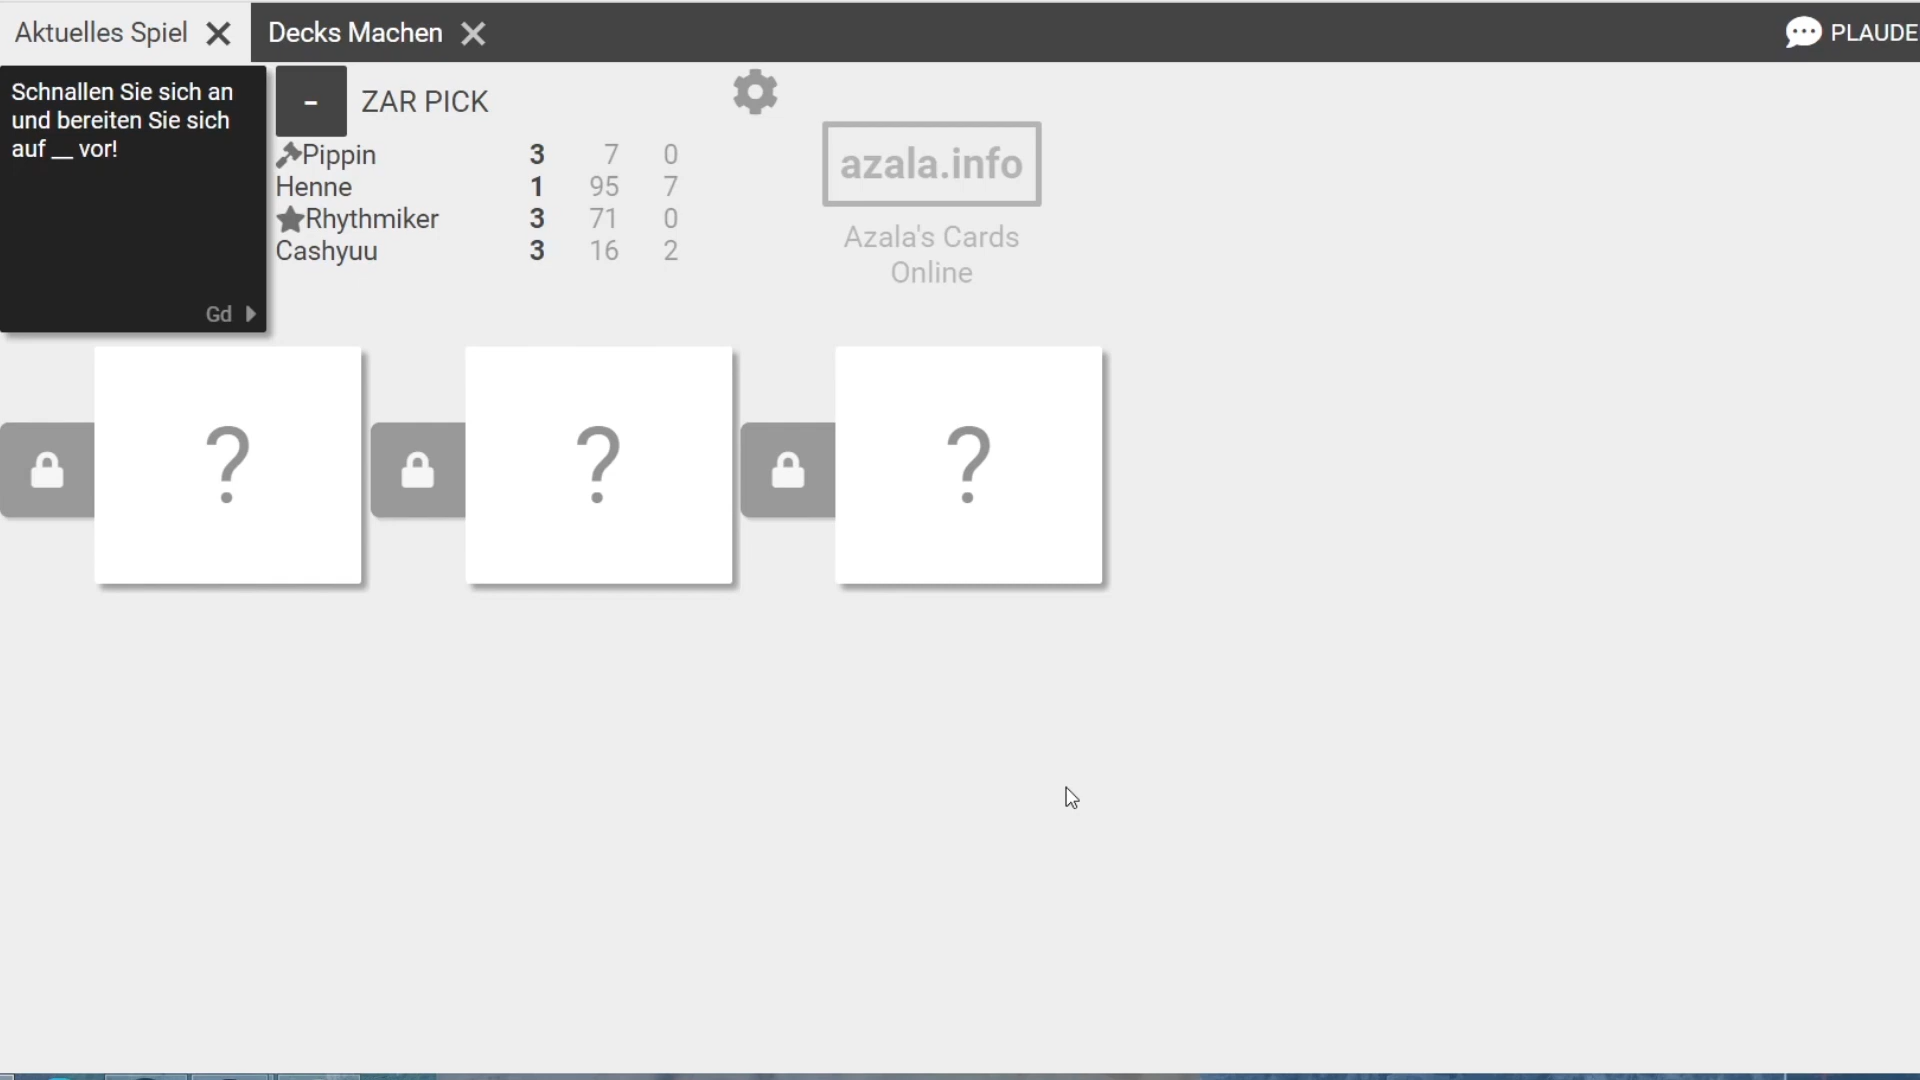 Aktuelles Spiel
Decks Machen
PLAUDE
Schnallen Sie sich an
und bereiten Sie sich
auf __ vor!
Gd
-
ZAR PICK
Pippin 3 7 0
Henne 1 95 7
Rhythmiker 3 71 0
Cashyuu 3 16 2
azala.info
Azala's Cards
Online
? ? ?